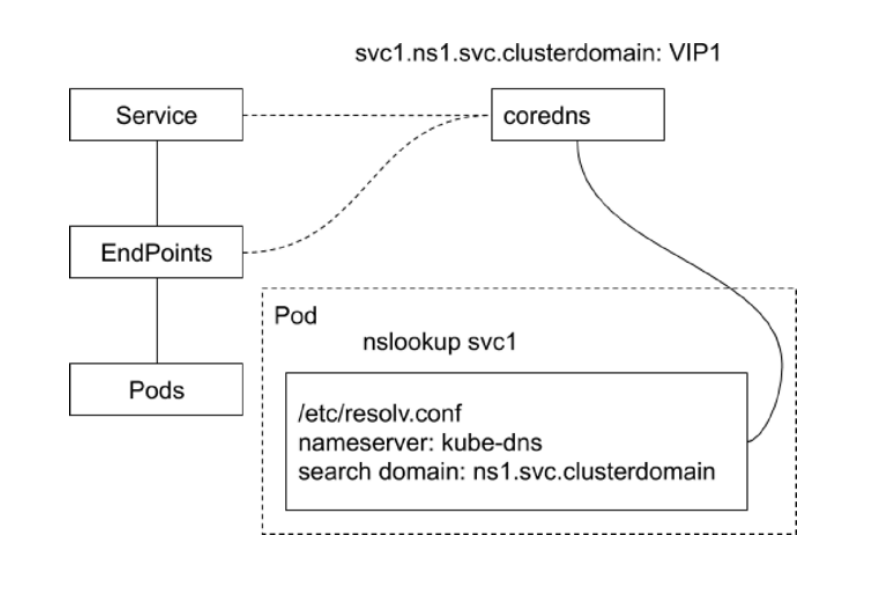 svc1.ns1.svc.clusterdomain: VIP1
Service
coredns
EndPoints
Pods
Pod
nslookup svc1
/etc/resolv.conf
nameserver: kube-dns
search domain: ns1.svc.clusterdomain